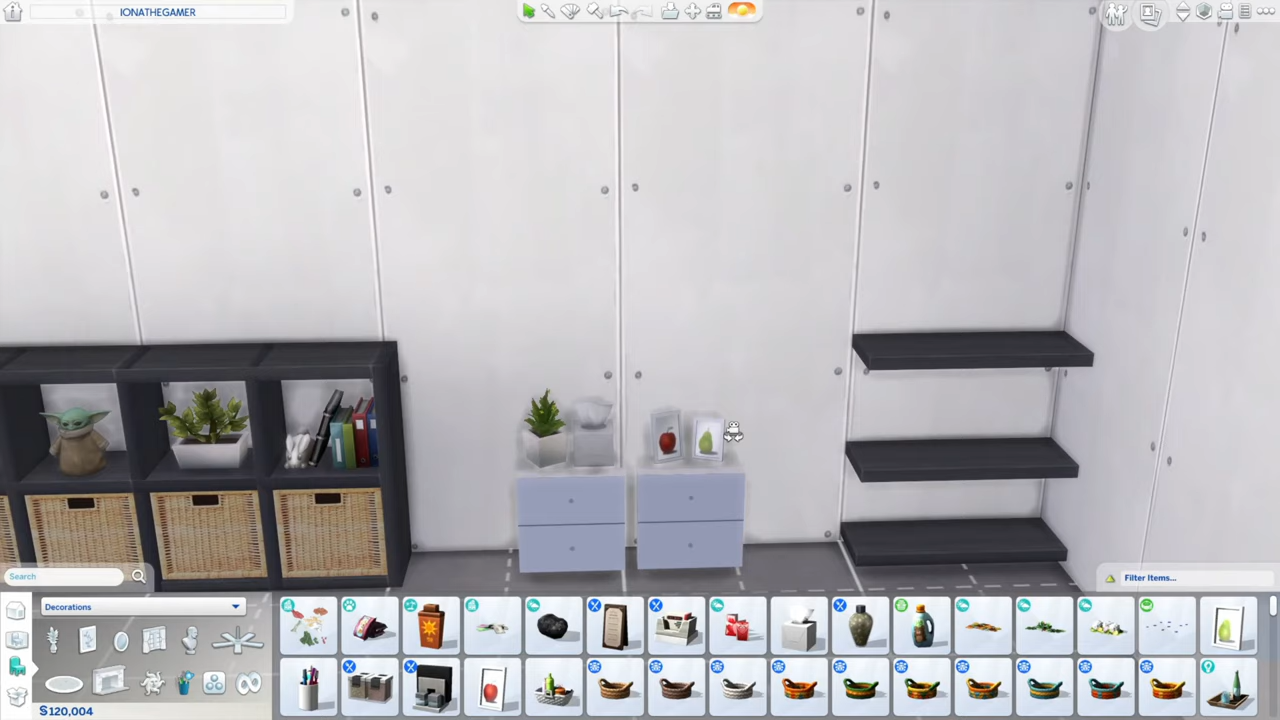 IONATHEGAMER
Search
Filter Items...
Decorations
§120,004